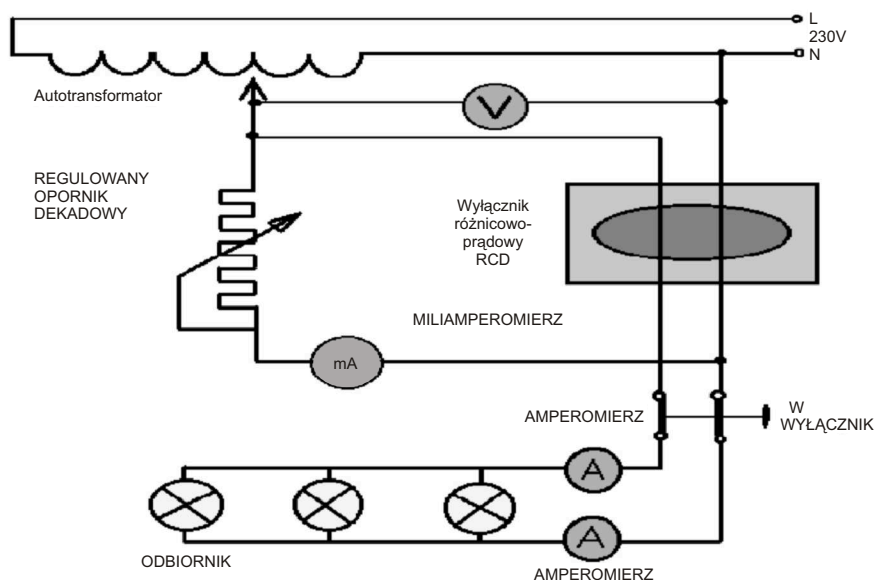 L
230V
N
Autotransformator
V
REGULOWANY
OPORNIK
DEKADOWY
Wyłącznik
różnicowo-
prądowy
RCD
MILIAMPEROMIERZ
mA
AMPEROMIERZ
W
WYŁĄCZNIK
A
A
ODBIORNIK
AMPEROMIERZ